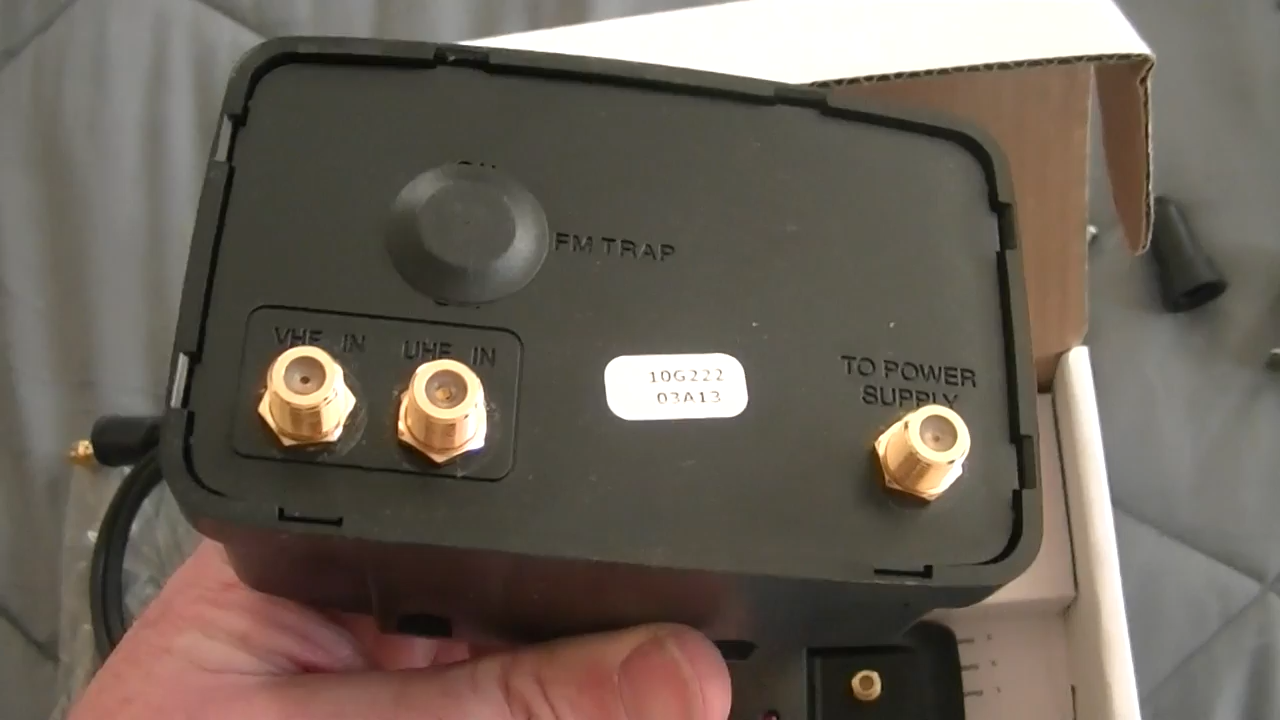 FM TRAP
VHF IN
UHF IN
10G222
03A13
TO POWER
SUPPLY